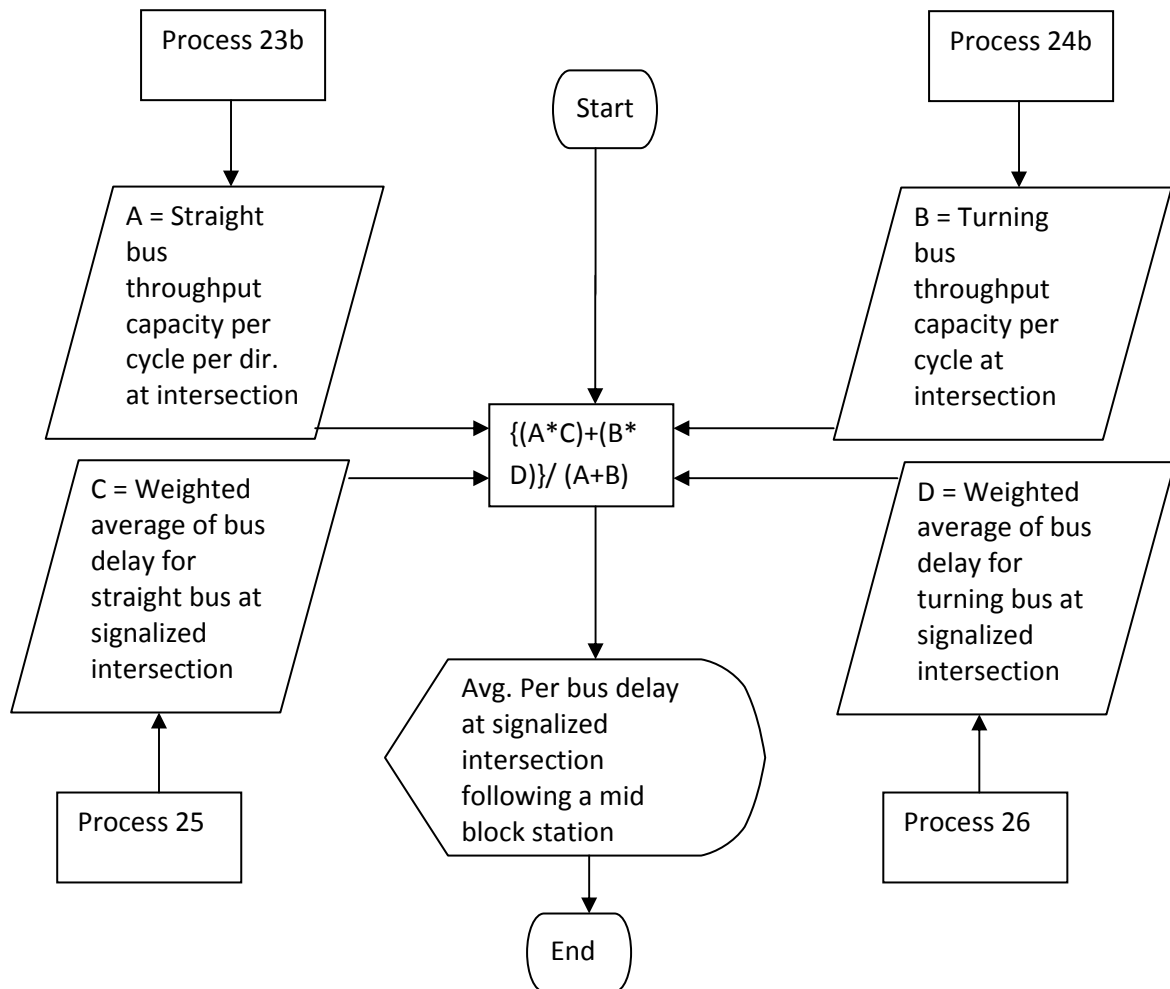 Process 23b
Start
Process 24b
A = Straight
bus
throughput
capacity per
cycle per dir.
at intersection
B = Turning
bus
throughput
capacity per
cycle at
intersection
{(A*C)+(B*
D)}/ (A+B)
C = Weighted
average of bus
delay for
straight bus at
signalized
intersection
D = Weighted
average of bus
delay for
turning bus at
signalized
intersection
Avg. Per bus delay
at signalized
intersection
following a mid
block station
Process 25
Process 26
End